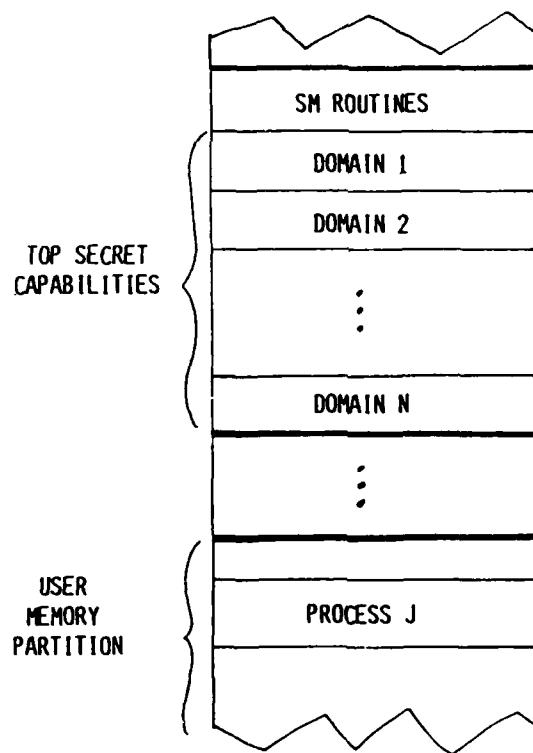 SM ROUTINES
DOMAIN 1
DOMAIN 2
TOP SECRET
CAPABILITIES
DOMAIN N
USER
MEMORY
PARTITION
PROCESS J